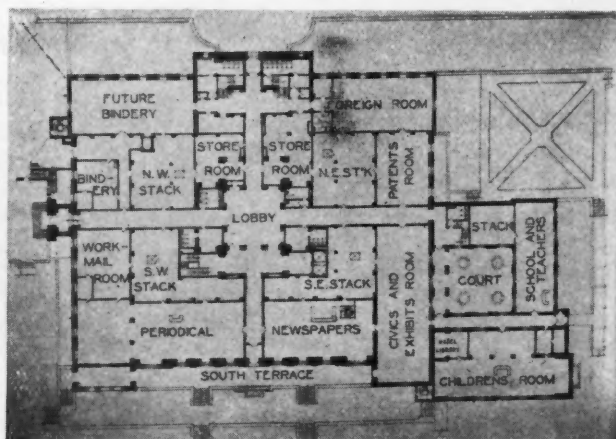 FUTURE
BINDERY
FOREIGN ROOM
STORE
ROOM
STORE
ROOM
BIND-
ERY
N.W.
STACK
N.E. ST'K
PATENTS
ROOM
LOBBY
WORK-
MAIL
ROOM
S.W.
STACK
S.E. STACK
CIVICS AND
EXHIBITS ROOM
STACK
SCHOOL AND
TEACHERS
COURT
PERIODICAL
NEWSPAPERS
SOUTH TERRACE
CHILDRENS ROOM